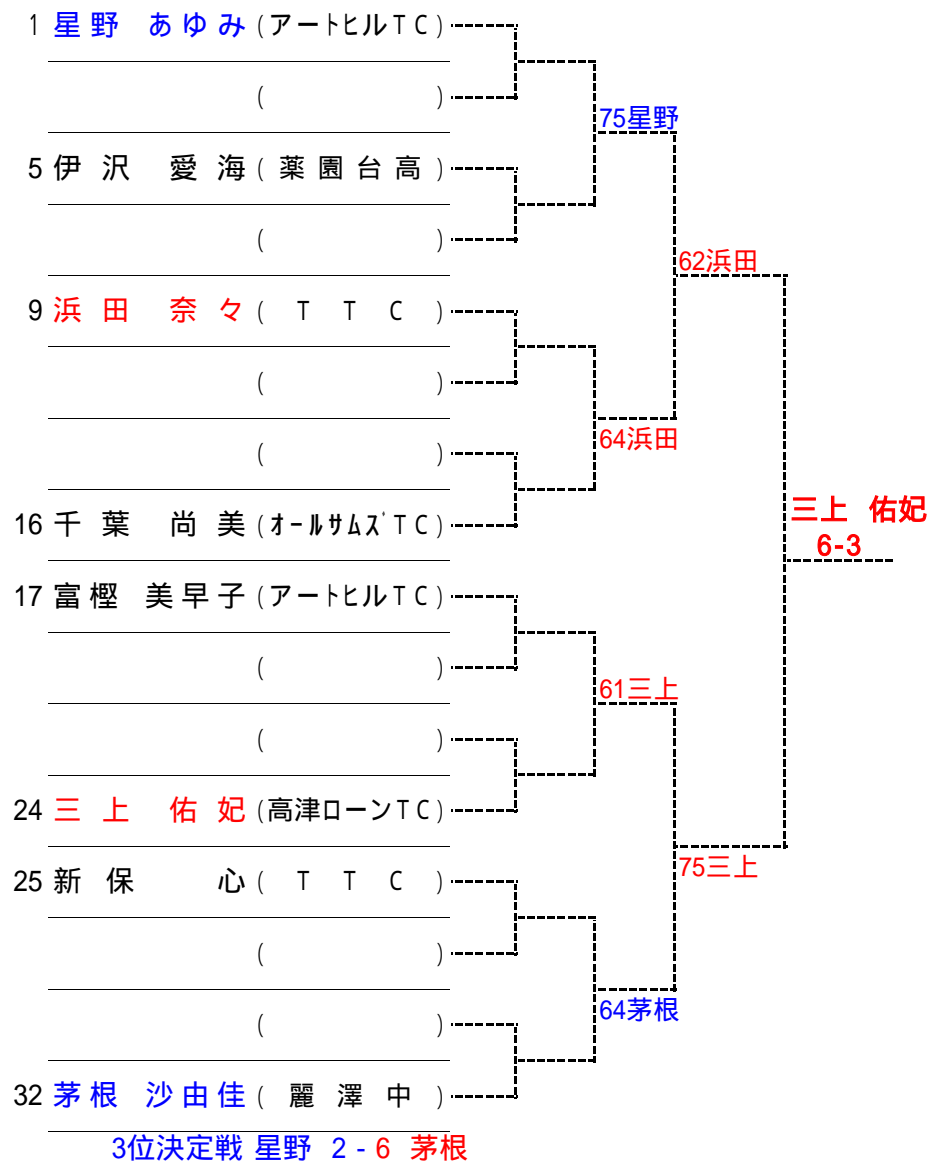 1 星野 あゆみ (アートヒルTC)
( )
75星野
5 伊沢 愛海 (薬園台高)
( )
62浜田
9 浜田 奈々 (TTC)
( )
64浜田
( )
16 千葉 尚美 (オールサムズTC)
三上 佑妃
6-3
17 富樫 美早子 (アートヒルTC)
( )
61三上
( )
24 三上 佑妃 (高津ローンTC)
75三上
25 新保 心 (TTC)
( )
64茅根
( )
32 茅根 沙由佳 (麗澤中)
3位決定戦 星野 2 - 6 茅根